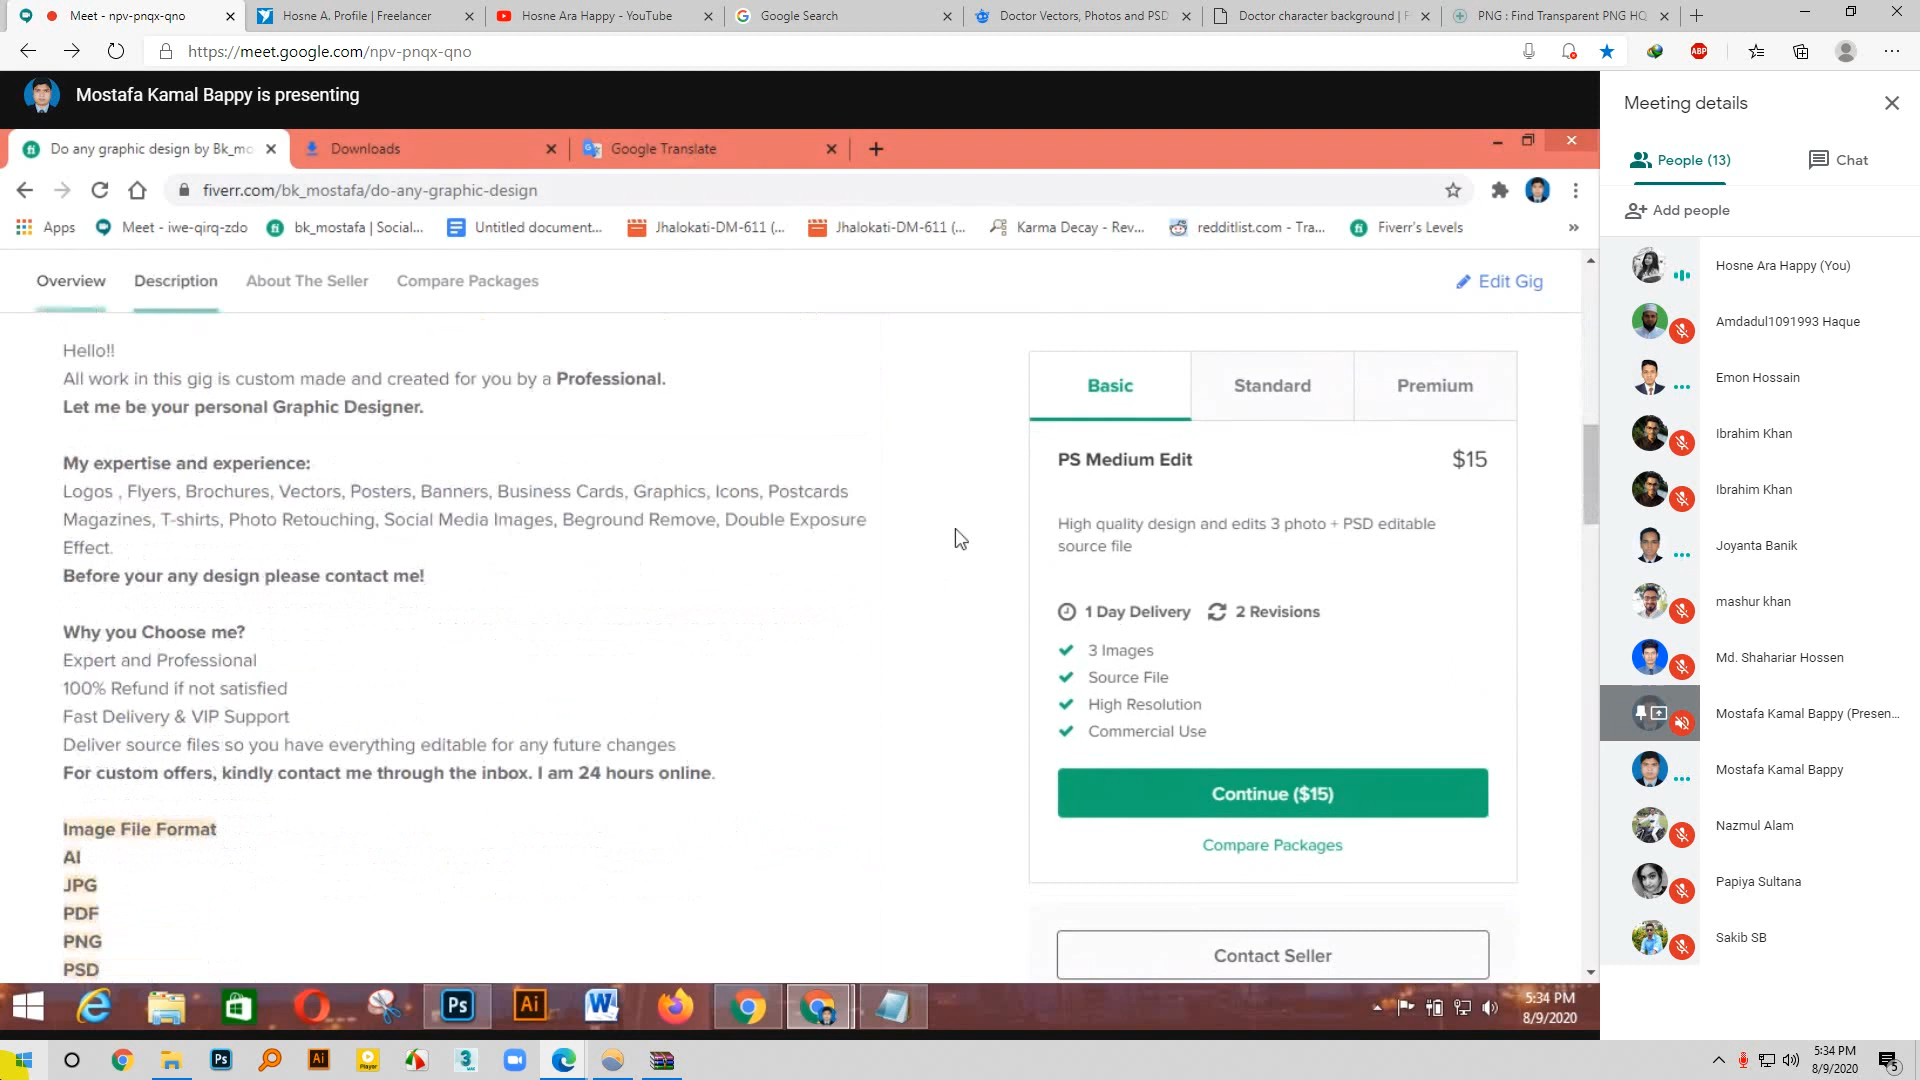 Meet - npv-pnqx-qno
Hosne A. Profile | Freelancer
Hosne Ara Happy - YouTube
Google Search
Doctor Vectors, Photos and PSD
Doctor character background | F
PNG : Find Transparent PNG HQ
https://meet.google.com/npv-pnqx-qno
ABP
Mostafa Kamal Bappy is presenting
Do any graphic design by Bk_mo
Downloads
Google Translate
fiverr.com/bk_mostafa/do-any-graphic-design
Apps
Meet - iwe-qirq-zdo
bk_mostafa | Social...
Untitled document...
Jhalokati-DM-611 (...
Jhalokati-DM-611 (...
Karma Decay - Rev...
redditlist.com - Tra...
Fiverr's Levels
Overview
Description
About The Seller
Compare Packages
Edit Gig
Hello!!
All work in this gig is custom made and created for you by a Professional.
Let me be your personal Graphic Designer.
My expertise and experience:
Logos , Flyers, Brochures, Vectors, Posters, Banners, Business Cards, Graphics, Icons, Postcards
Magazines, T-shirts, Photo Retouching, Social Media Images, Beground Remove, Double Exposure
Effect.
Before your any design please contact me!
Why you Choose me?
Expert and Professional
100% Refund if not satisfied
Fast Delivery & VIP Support
Deliver source files so you have everything editable for any future changes
For custom offers, kindly contact me through the inbox. I am 24 hours online.
Image File Format
AI
JPG
PDF
PNG
PSD
Basic
Standard
Premium
PS Medium Edit
$15
High quality design and edits 3 photo + PSD editable
source file
1 Day Delivery
2 Revisions
3 Images
Source File
High Resolution
Commercial Use
Continue ($15)
Compare Packages
Contact Seller
Ps
Ai
5:34 PM
8/9/2020
Meeting details
People (13)
Chat
Add people
Hosne Ara Happy (You)
Amdadul1091993 Haque
Emon Hossain
Ibrahim Khan
Ibrahim Khan
Joyanta Banik
mashur khan
Md. Shahariar Hossen
Mostafa Kamal Bappy (Presen...
Mostafa Kamal Bappy
Nazmul Alam
Papiya Sultana
Sakib SB
Ps
Ai
Player
3
5:34 PM
8/9/2020
5